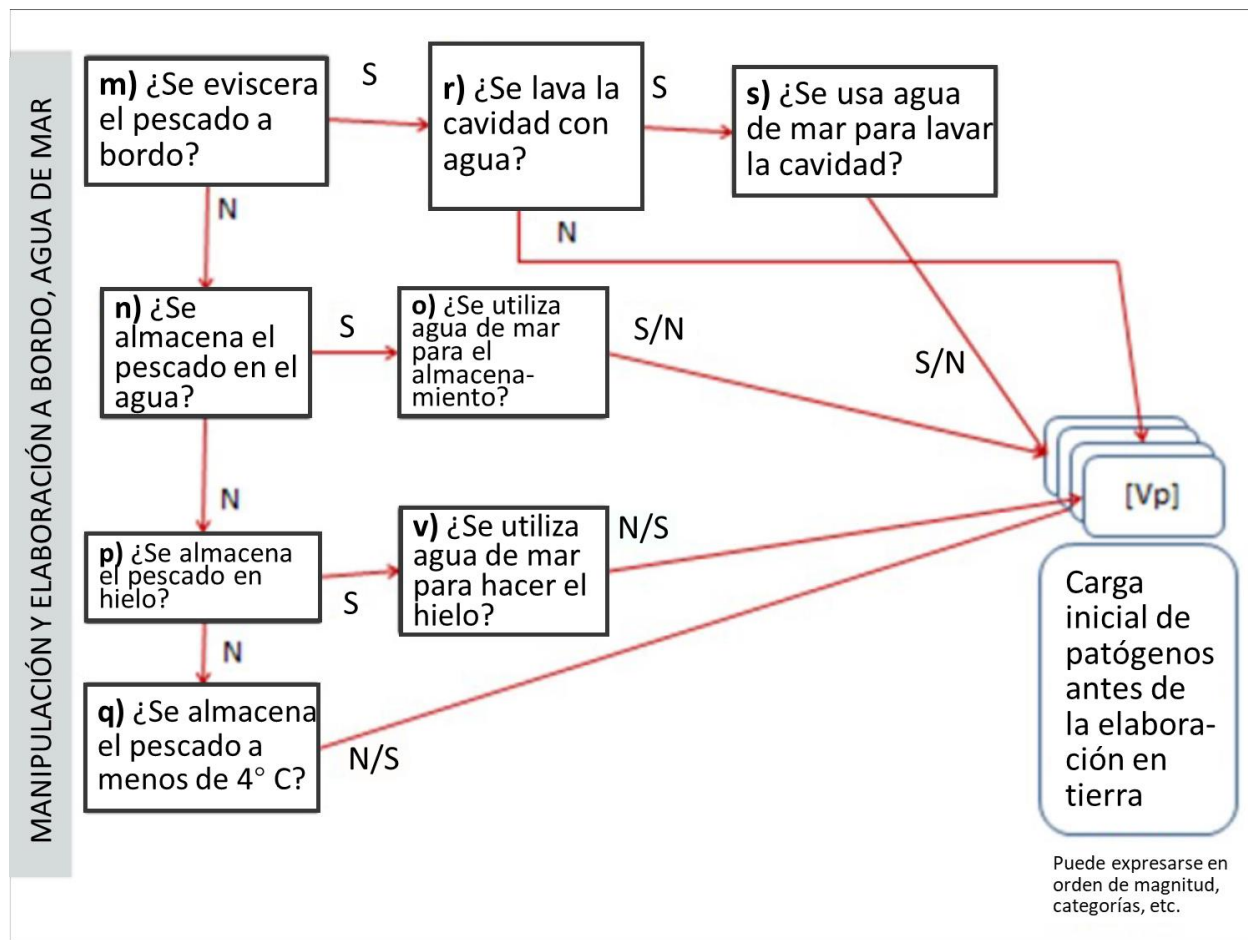 MANIPULACIÓN Y ELABORACIÓN A BORDO, AGUA DE MAR
m) ¿Se eviscera
el pescado a
bordo?
S
r) ¿Se lava la
cavidad con
agua?
S
s) ¿Se usa agua
de mar para lavar
la cavidad?
N
N
n) ¿Se
almacena el
pescado en el
agua?
S
o) ¿Se utiliza
agua de mar
para el
almacena-
miento?
S/N
S/N
N
p) ¿Se almacena
el pescado en
hielo?
S
v) ¿Se utiliza
agua de mar
para hacer el
hielo?
N/S
[Vp]
N
q) ¿Se almacena
el pescado a
menos de 4° C?
N/S
Carga
inicial de
patógenos
antes de
la elabora-
ción en
tierra
Puede expresarse en
orden de magnitud,
categorías, etc.